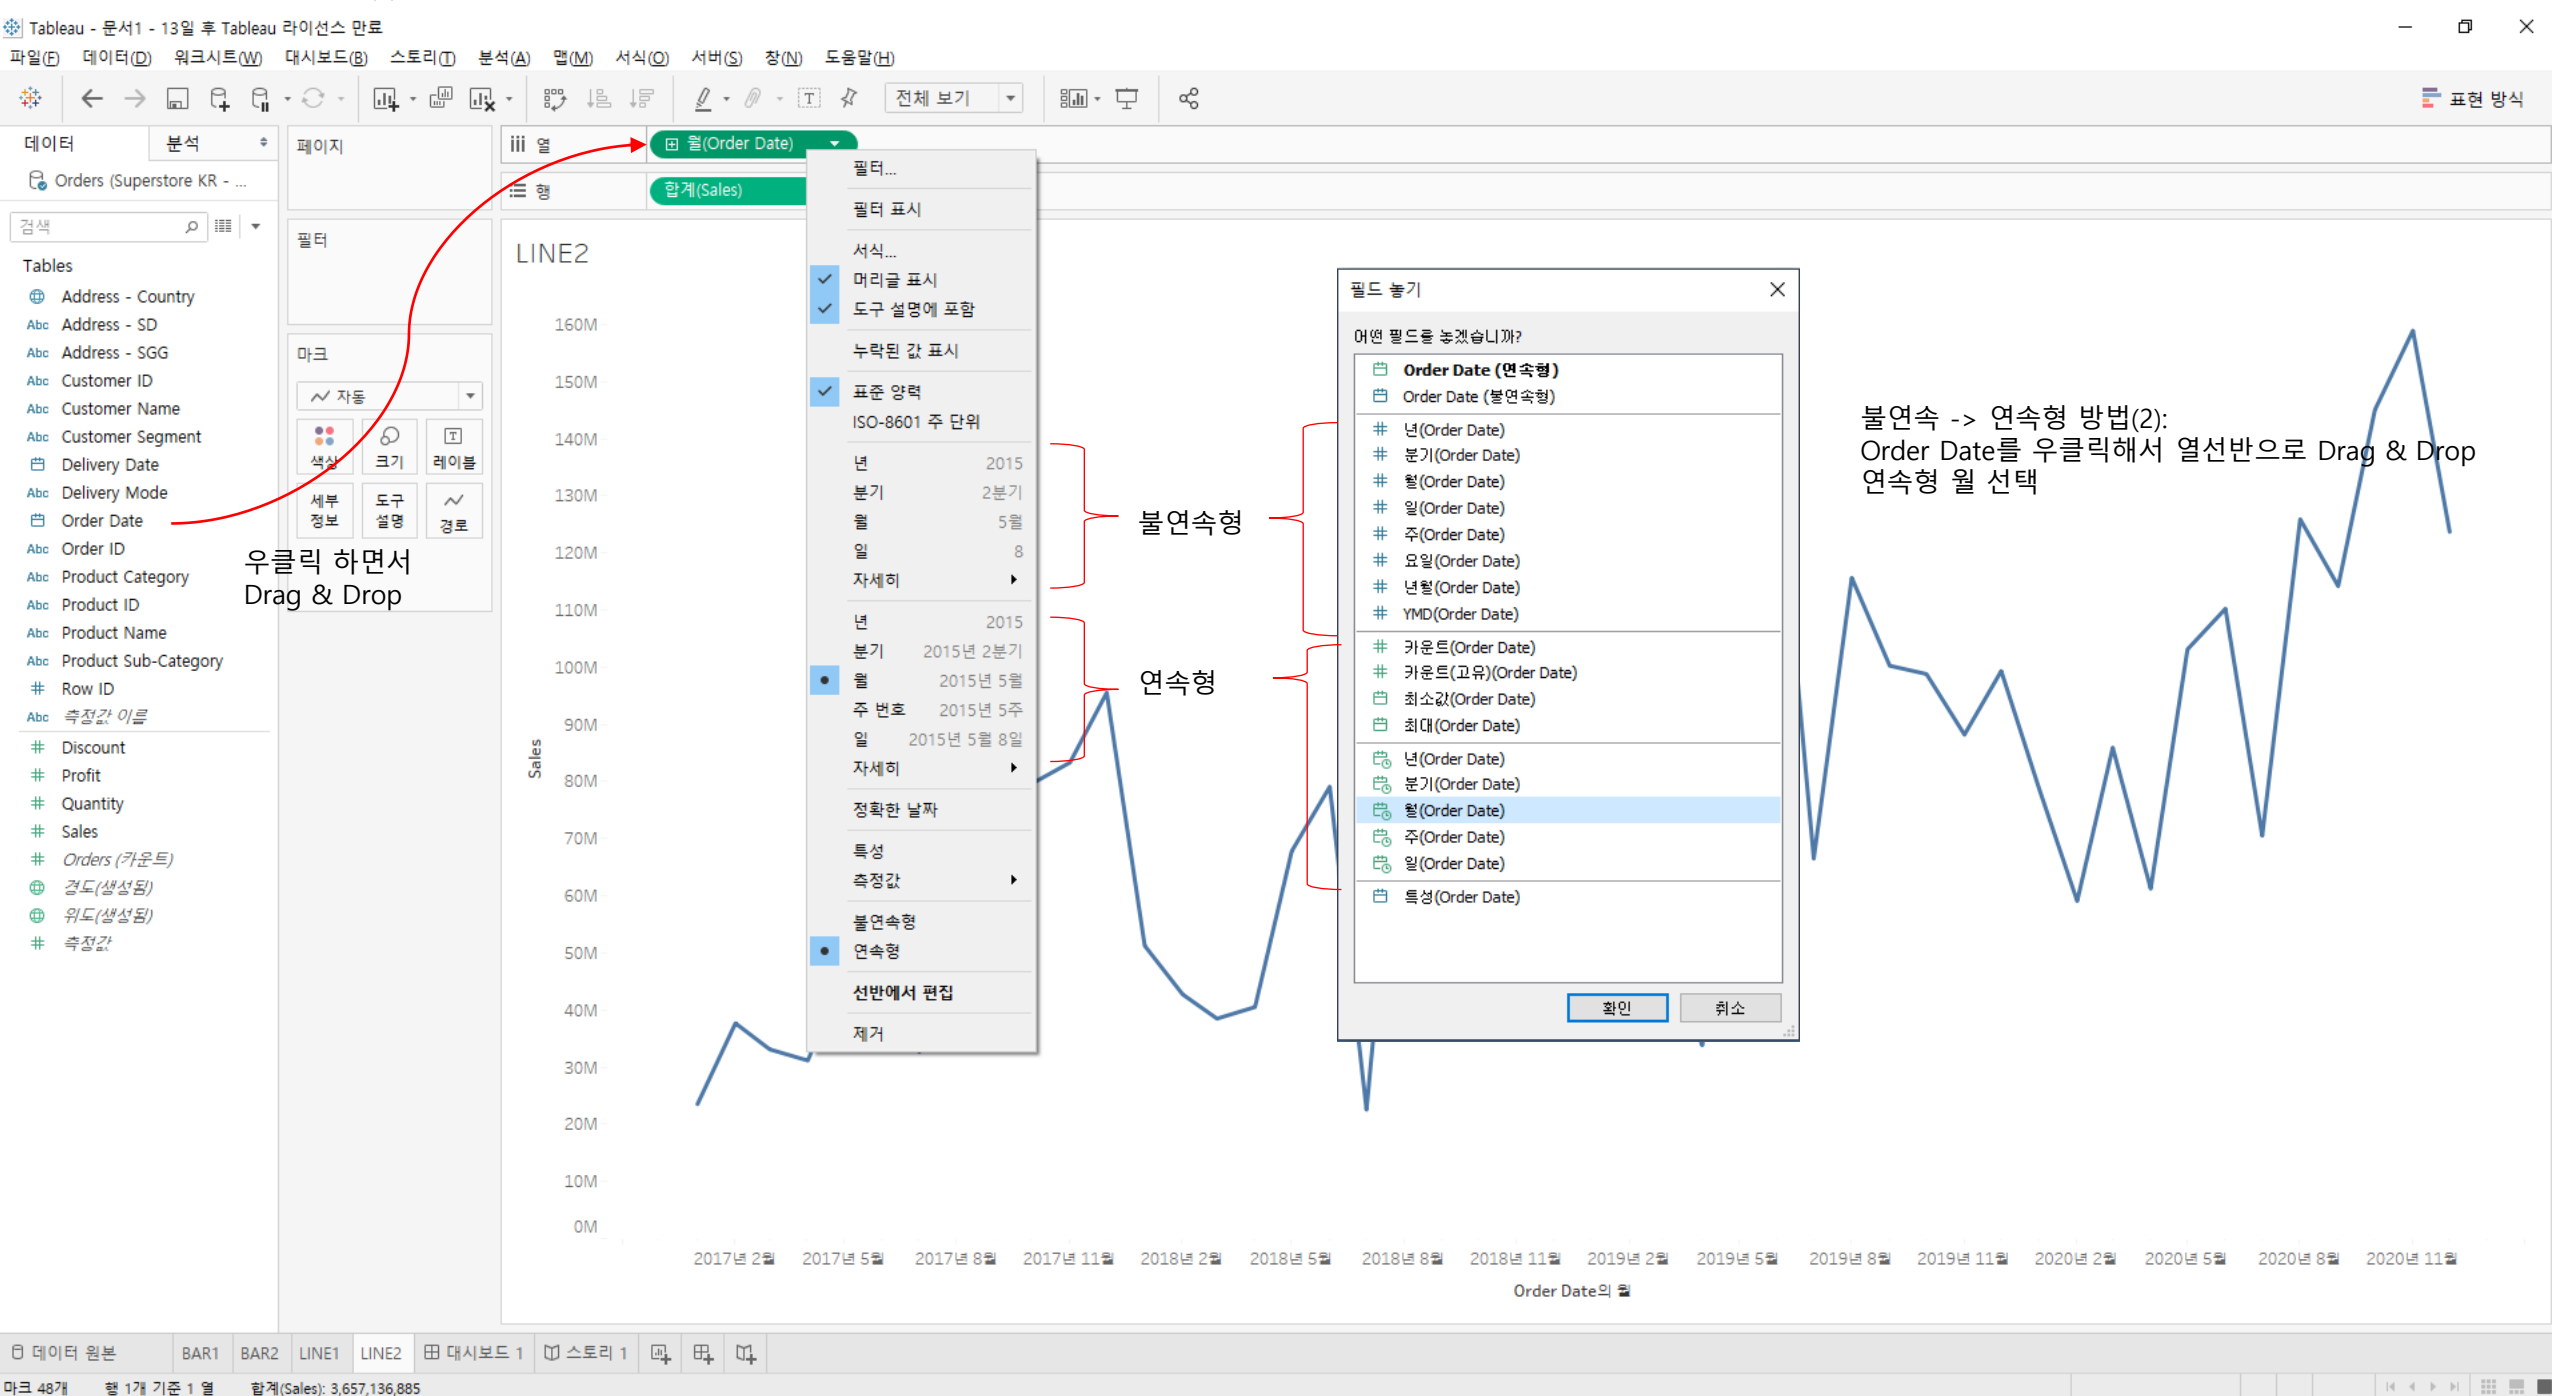 Tableau - 문서1 - 13일 후 Tableau 라이선스 만료
파일(F) 데이터(D) 워크시트(W) 대시보드(B) 스토리(T) 분석(A) 맵(M) 서식(O) 서버(S) 창(N) 도움말(H)
전체 보기
표현 방식
데이터 분석
Orders (Superstore KR - ...
검색
Tables
Address - Country
Abc Address - SD
Abc Address - SGG
Abc Customer ID
Abc Customer Name
Abc Customer Segment
Delivery Date
Abc Delivery Mode
Order Date
Abc Order ID
Abc Product Category
Abc Product ID
Abc Product Name
Abc Product Sub-Category
# Row ID
Abc 측정값 이름
# Discount
# Profit
# Quantity
# Sales
# Orders (카운트)
경도(생성됨)
위도(생성됨)
# 측정값
페이지
필터
마크
자동
색상 크기 레이블
세부 정보
도구 설명
경로
우클릭 하면서
Drag & Drop
열
월(Order Date)
행
합계(Sales)
LINE2
160M
150M
140M
130M
120M
110M
100M
90M
80M
70M
60M
50M
40M
30M
20M
10M
0M
Sales
필터...
필터 표시
서식...
머리글 표시
도구 설명에 포함
누락된 값 표시
표준 양력
ISO-8601 주 단위
년 2015
분기 2분기
월 5월
일 8
자세히
년 2015
분기 2015년 2분기
월 2015년 5월
주 번호 2015년 5주
일 2015년 5월 8일
자세히
정확한 날짜
특성
측정값
불연속형
연속형
선반에서 편집
제거
불연속형
연속형
필드 놓기
어떤 필드를 놓겠습니까?
Order Date (연속형)
Order Date (불연속형)
# 년(Order Date)
# 분기(Order Date)
# 월(Order Date)
# 일(Order Date)
# 주(Order Date)
# 요일(Order Date)
# 년월(Order Date)
# YMD(Order Date)
# 카운트(Order Date)
# 카운트(고유)(Order Date)
최소값(Order Date)
최대(Order Date)
년(Order Date)
분기(Order Date)
월(Order Date)
주(Order Date)
일(Order Date)
특성(Order Date)
확인 취소
불연속 -> 연속형 방법(2):
Order Date를 우클릭해서 열선반으로 Drag & Drop
연속형 월 선택
2017년 2월 2017년 5월 2017년 8월 2017년 11월 2018년 2월 2018년 5월 2018년 8월 2018년 11월 2019년 2월 2019년 5월 2019년 8월 2019년 11월 2020년 2월 2020년 5월 2020년 8월 2020년 11월
Order Date의 월
데이터 원본 BAR1 BAR2 LINE1 LINE2 대시보드 1 스토리 1
마크 48개 행 1개 기준 1 열 합계(Sales): 3,657,136,885